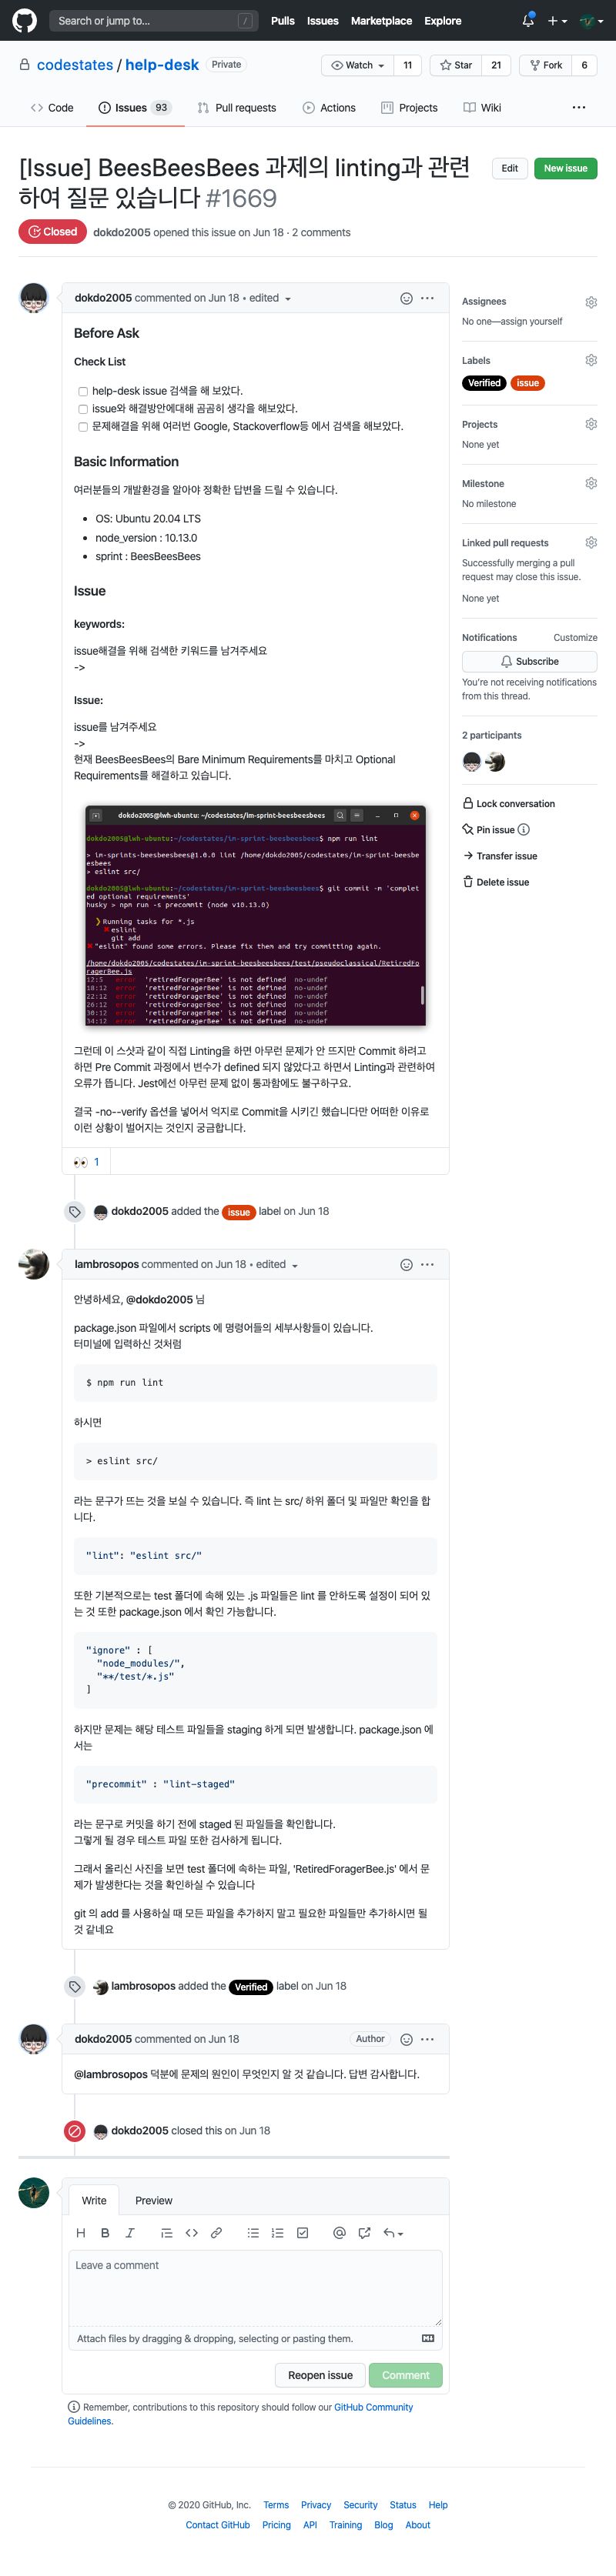 Search or jump to...
/
Pulls Issues Marketplace Explore
codestates / help-desk Private
Watch 11 Star 21 Fork 6
Code Issues 93 Pull requests Actions Projects Wiki
[Issue] BeesBeesBees 과제의 linting과 관련
하여 질문 있습니다 #1669
Edit New issue
Closed dokdo2005 opened this issue on Jun 18 · 2 comments
dokdo2005 commented on Jun 18 • edited
Before Ask
Check List
help-desk issue 검색을 해 보았다.
issue와 해결방안에대해 곰곰히 생각을 해보았다.
문제해결을 위해 여러번 Google, Stackoverflow등 에서 검색을 해보았다.
Basic Information
여러분들의 개발환경을 알아야 정확한 답변을 드릴 수 있습니다.
• OS: Ubuntu 20.04 LTS
• node_version : 10.13.0
• sprint : BeesBeesBees
Issue
keywords:
issue해결을 위해 검색한 키워드를 남겨주세요
->
Issue:
issue를 남겨주세요
->
현재 BeesBeesBees의 Bare Minimum Requirements를 마치고 Optional
Requirements를 해결하고 있습니다.
dokdo2005@lwh-ubuntu: ~/codestates/im-sprint-beesbeesbees
dokdo2005@lwh-ubuntu:~/codestates/im-sprint-beesbeesbees$ npm run lint
> im-sprints-beesbeesbees@1.0.0 lint /home/dokdo2005/codestates/im-sprint-beesbe
esbees
> eslint src/
dokdo2005@lwh-ubuntu:~/codestates/im-sprint-beesbeesbees$ git commit -m 'complet
ed optional requirements'
husky > npm run -s precommit (node v10.13.0)
❯ Running tasks for *.js
✖ eslint
git add
✖ "eslint" found some errors. Please fix them and try committing again.
/home/dokdo2005/codestates/im-sprint-beesbeesbees/test/pseudoclassical/RetiredFo
ragerBee.js
12:5 error 'retiredForagerBee' is not defined no-undef
18:12 error 'retiredForagerBee' is not defined no-undef
22:12 error 'retiredForagerBee' is not defined no-undef
26:12 error 'retiredForagerBee' is not defined no-undef
30:12 error 'retiredForagerBee' is not defined no-undef
34:12 error 'retiredForagerBee' is not defined no-undef
그런데 이 스샷과 같이 직접 Linting을 하면 아무런 문제가 안 뜨지만 Commit 하려고
하면 Pre Commit 과정에서 변수가 defined 되지 않았다고 하면서 Linting과 관련하여
오류가 뜹니다. Jest에선 아무런 문제 없이 통과함에도 불구하구요.
결국 -no--verify 옵션을 넣어서 억지로 Commit을 시키긴 했습니다만 어떠한 이유로
이런 상황이 벌어지는 것인지 궁금합니다.
👀 1
dokdo2005 added the issue label on Jun 18
lambrosopos commented on Jun 18 • edited
안녕하세요, @dokdo2005 님
package.json 파일에서 scripts 에 명령어들의 세부사항들이 있습니다.
터미널에 입력하신 것처럼
$ npm run lint
하시면
> eslint src/
라는 문구가 뜨는 것을 보실 수 있습니다. 즉 lint 는 src/ 하위 폴더 및 파일만 확인을 합
니다.
"lint": "eslint src/"
또한 기본적으로는 test 폴더에 속해 있는 .js 파일들은 lint 를 안하도록 설정이 되어 있
는 것 또한 package.json 에서 확인 가능합니다.
"ignore" : [
"node_modules/",
"**/test/*.js"
]
하지만 문제는 해당 테스트 파일들을 staging 하게 되면 발생합니다. package.json 에
서는
"precommit" : "lint-staged"
라는 문구로 커밋을 하기 전에 staged 된 파일들을 확인합니다.
그렇게 될 경우 테스트 파일 또한 검사하게 됩니다.
그래서 올리신 사진을 보면 test 폴더에 속하는 파일, 'RetiredForagerBee.js' 에서 문
제가 발생한다는 것을 확인하실 수 있습니다
git 의 add 를 사용하실 때 모든 파일을 추가하지 말고 필요한 파일들만 추가하시면 될
것 같네요
lambrosopos added the Verified label on Jun 18
dokdo2005 commented on Jun 18 Author
@lambrosopos 덕분에 문제의 원인이 무엇인지 알 것 같습니다. 답변 감사합니다.
dokdo2005 closed this on Jun 18
Write Preview
H B I
Leave a comment
Attach files by dragging & dropping, selecting or pasting them.
Reopen issue Comment
Remember, contributions to this repository should follow our GitHub Community
Guidelines.
Assignees
No one—assign yourself
Labels
Verified issue
Projects
None yet
Milestone
No milestone
Linked pull requests
Successfully merging a pull
request may close this issue.
None yet
Notifications Customize
Subscribe
You're not receiving notifications
from this thread.
2 participants
Lock conversation
Pin issue
Transfer issue
Delete issue
© 2020 GitHub, Inc. Terms Privacy Security Status Help
Contact GitHub Pricing API Training Blog About